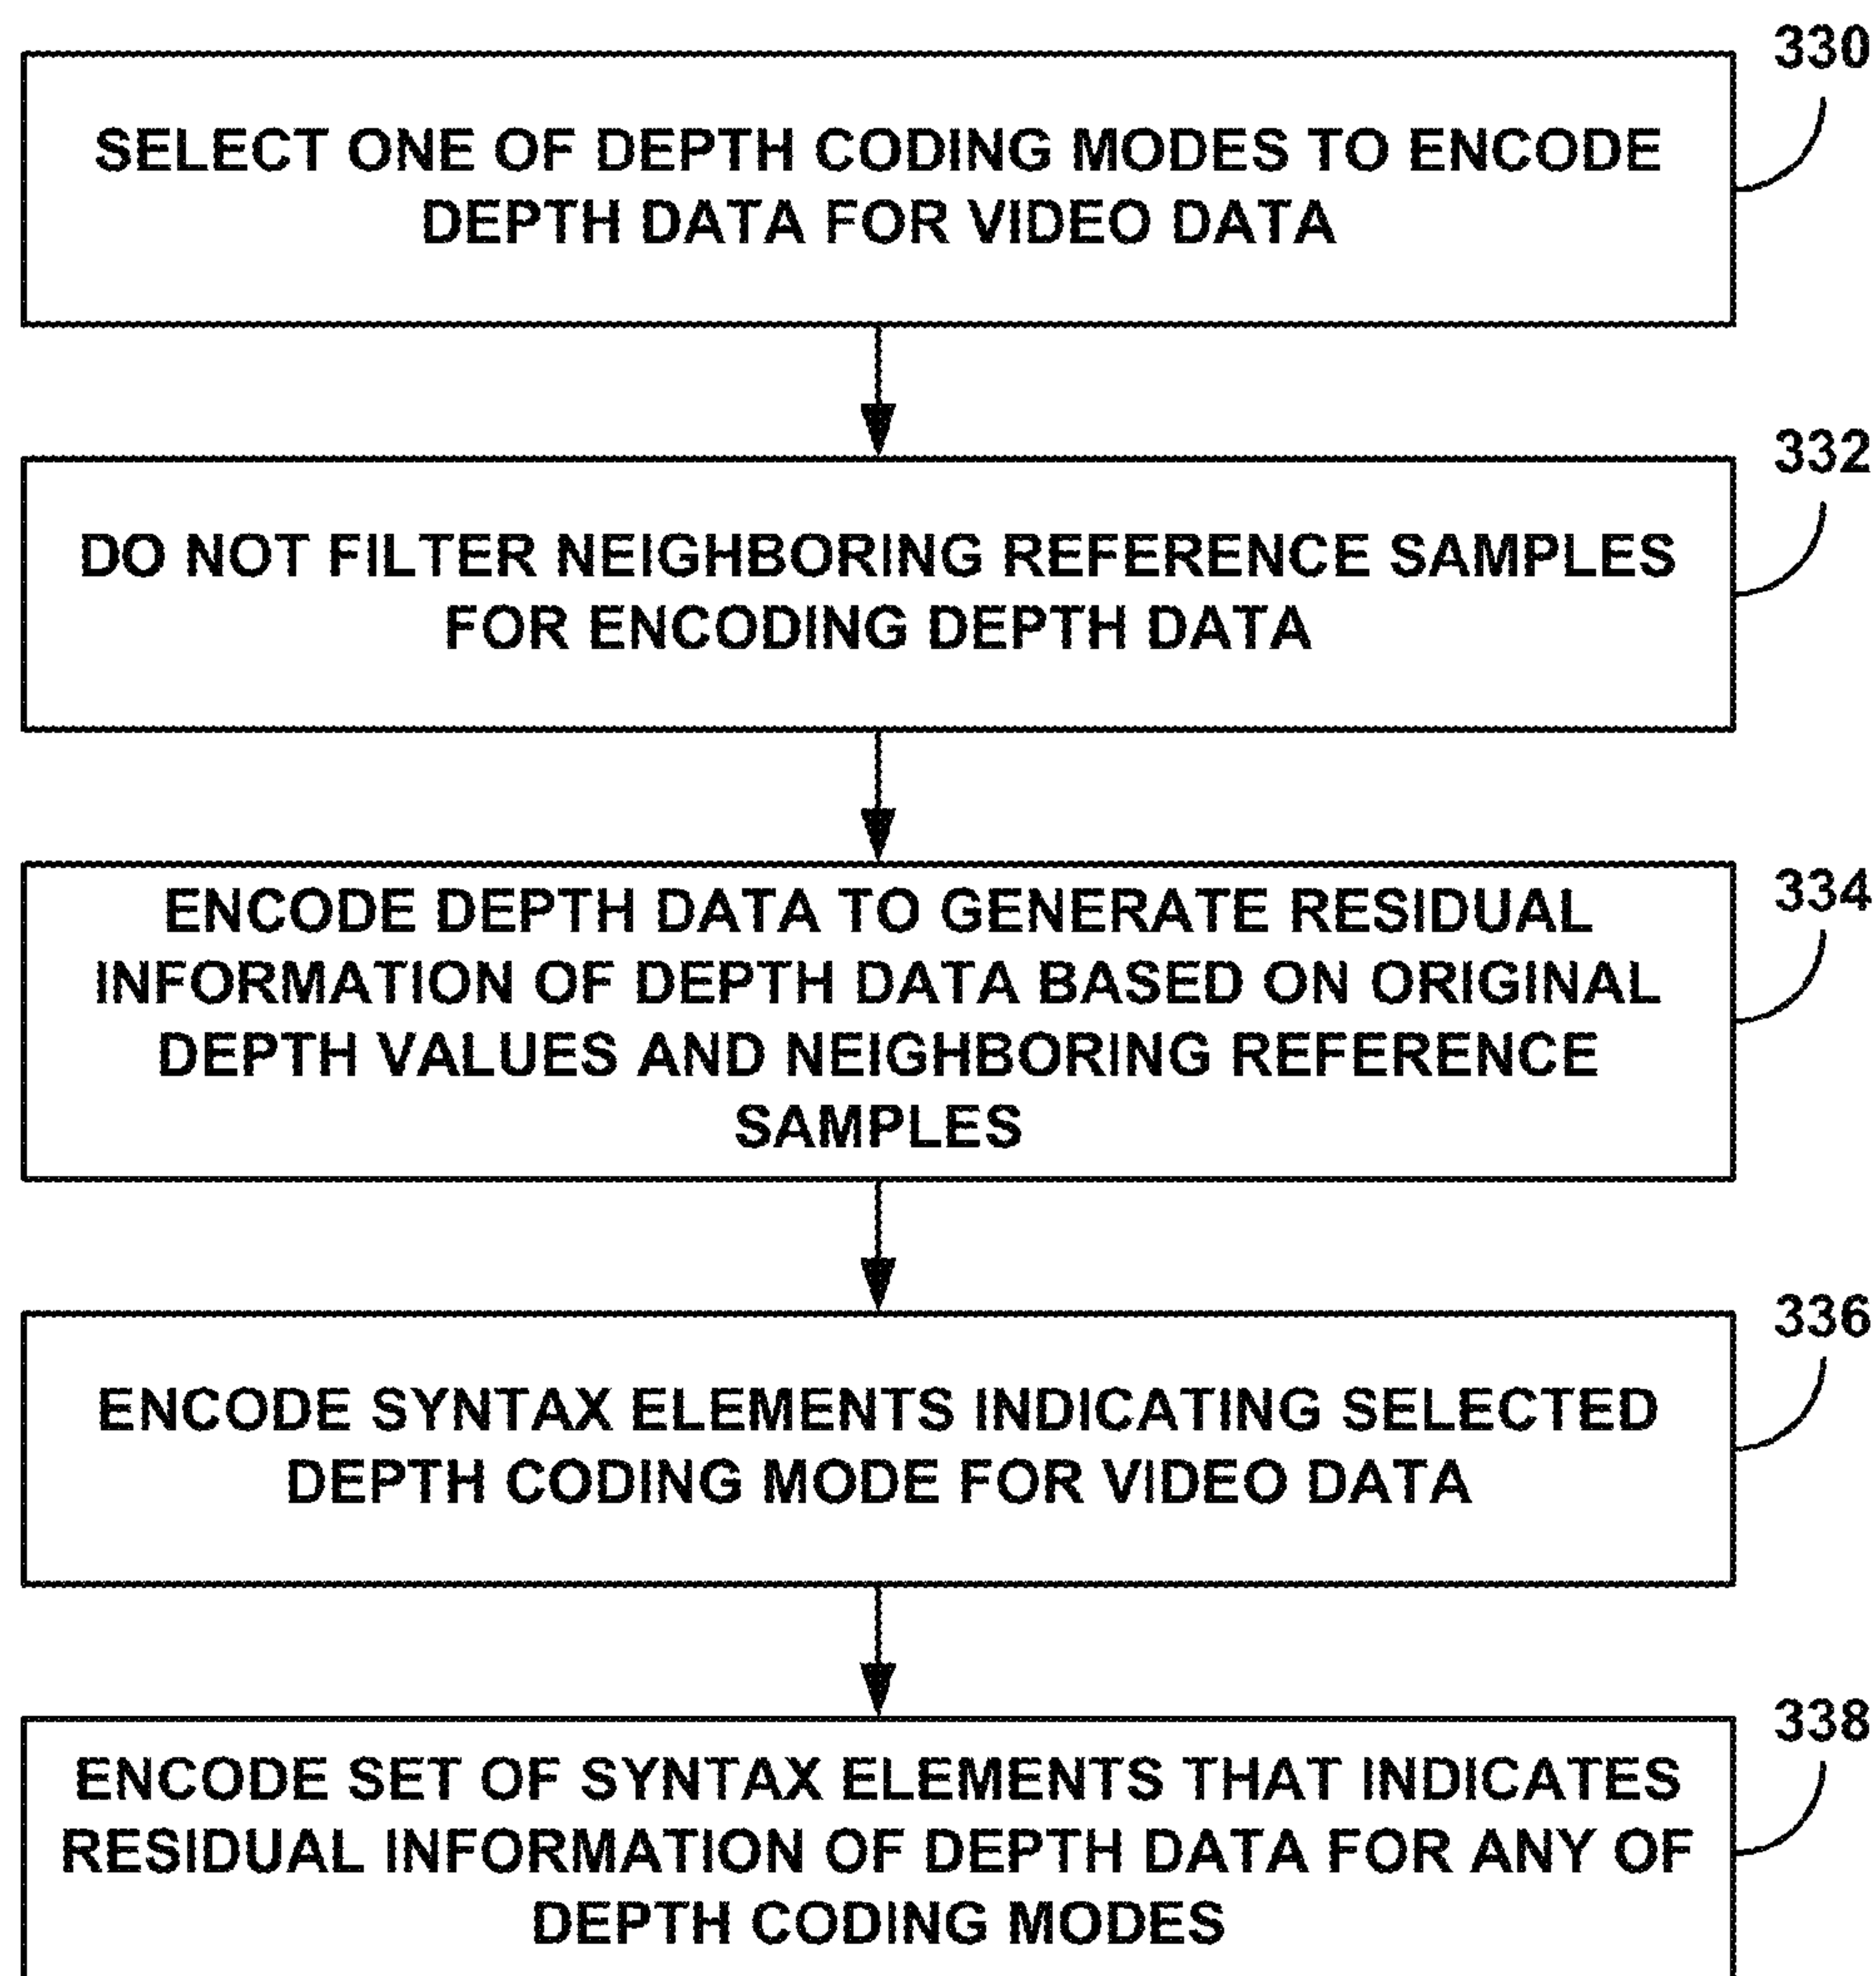 330
SELECT ONE OF DEPTH CODING MODES TO ENCODE
DEPTH DATA FOR VIDEO DATA
332
DO NOT FILTER NEIGHBORING REFERENCE SAMPLES
FOR ENCODING DEPTH DATA
334
ENCODE DEPTH DATA TO GENERATE RESIDUAL
INFORMATION OF DEPTH DATA BASED ON ORIGINAL
DEPTH VALUES AND NEIGHBORING REFERENCE
SAMPLES
336
ENCODE SYNTAX ELEMENTS INDICATING SELECTED
DEPTH CODING MODE FOR VIDEO DATA
338
ENCODE SET OF SYNTAX ELEMENTS THAT INDICATES
RESIDUAL INFORMATION OF DEPTH DATA FOR ANY OF
DEPTH CODING MODES